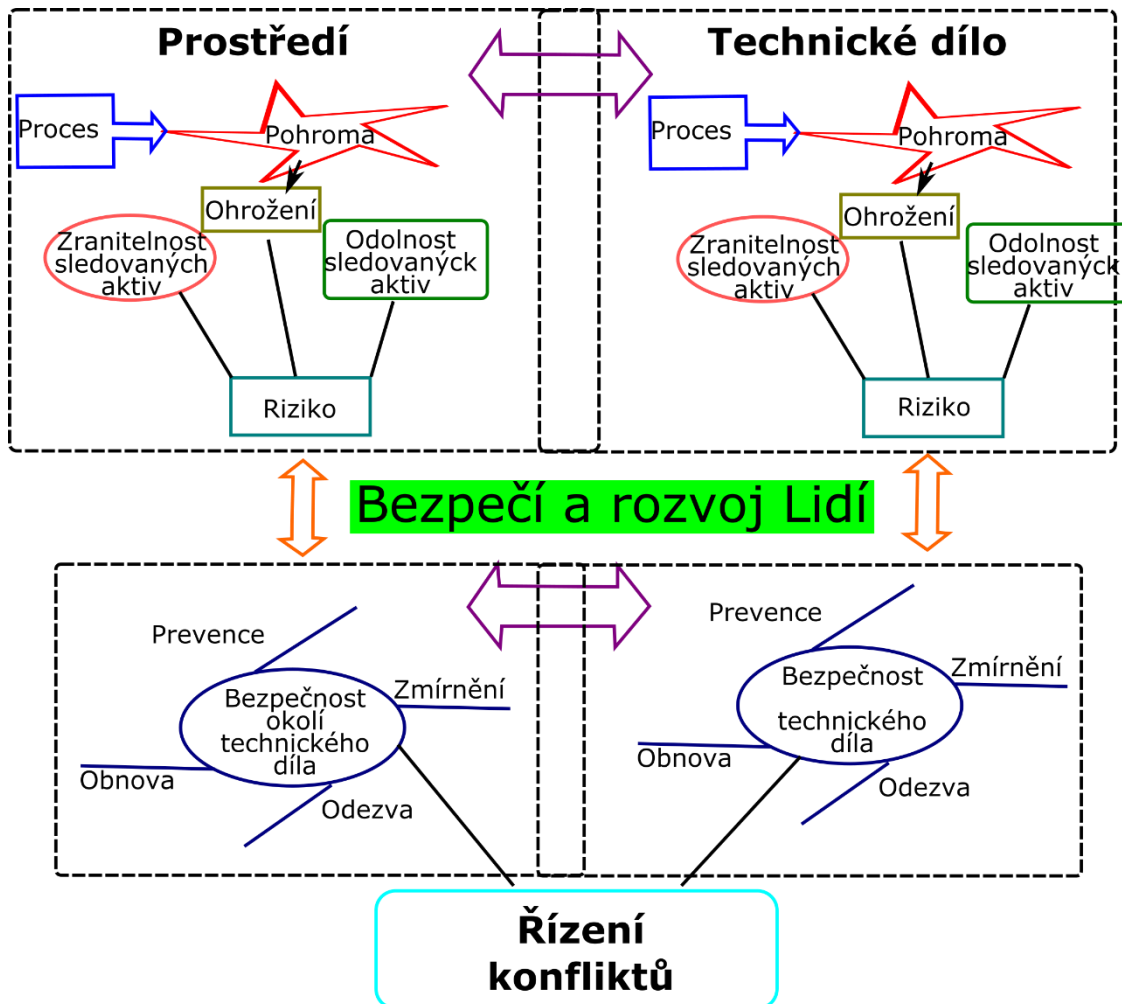 Prostředí
Proces
Pohroma
Ohrožení
Zranitelnost
sledovaných
aktiv
Odolnost
sledovanýck
aktiv
Riziko
Technické dílo
Proces
Pohroma
Ohrožení
Zranitelnost
sledovaných
aktiv
Odolnost
sledovanýck
aktiv
Riziko
Bezpečí a rozvoj Lidí
Prevence
Zmírnění
Bezpečnost
okolí
technického
díla
Obnova
Odezva
Prevence
Zmírnění
Bezpečnost
technického
díla
Obnova
Odezva
Řízení
konfliktů